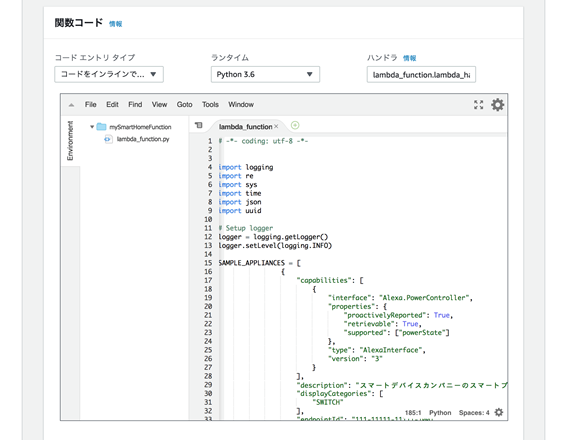 関数コード 情報
コード エントリ タイプ ランタイム ハンドラ 情報
コードをインラインで... Python 3.6 lambda_function.lambda_h
File Edit Find View Goto Tools Window
Environment
mySmartHomeFunction
lambda_function.py
lambda_function
1 # -*- coding: utf-8 -*-
2
3
4 import logging
5 import re
6 import sys
7 import time
8 import json
9 import uuid
10
11 # Setup logger
12 logger = logging.getLogger()
13 logger.setLevel(logging.INFO)
14
15 SAMPLE_APPLIANCES = [
16 {
17 "capabilities": [
18 {
19 "interface": "Alexa.PowerController",
20 "properties": {
21 "proactivelyReported": True,
22 "retrievable": True,
23 "supported": ["powerState"]
24 },
25 "type": "AlexaInterface",
26 "version": "3"
27 }
28 ],
29 "description": "スマートデバイスカンパニーのスマートプ
30 "displayCategories": [
31 "SWITCH"
32 ],
33 "endpointId": "111-11111-11
185:1 Python Spaces: 4